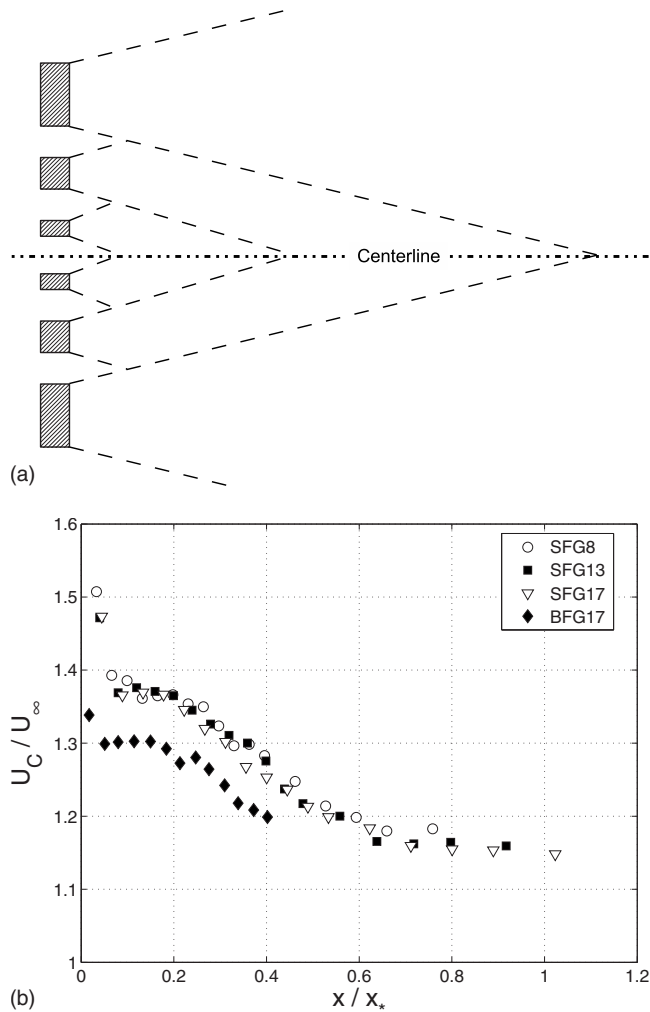 Centerline
(a)
1.6
1.5
1.4
1.3
1.2
1.1
1
U_C / U_∞
SFG8
SFG13
SFG17
BFG17
0 0.2 0.4 0.6 0.8 1 1.2
x / x_*
(b)